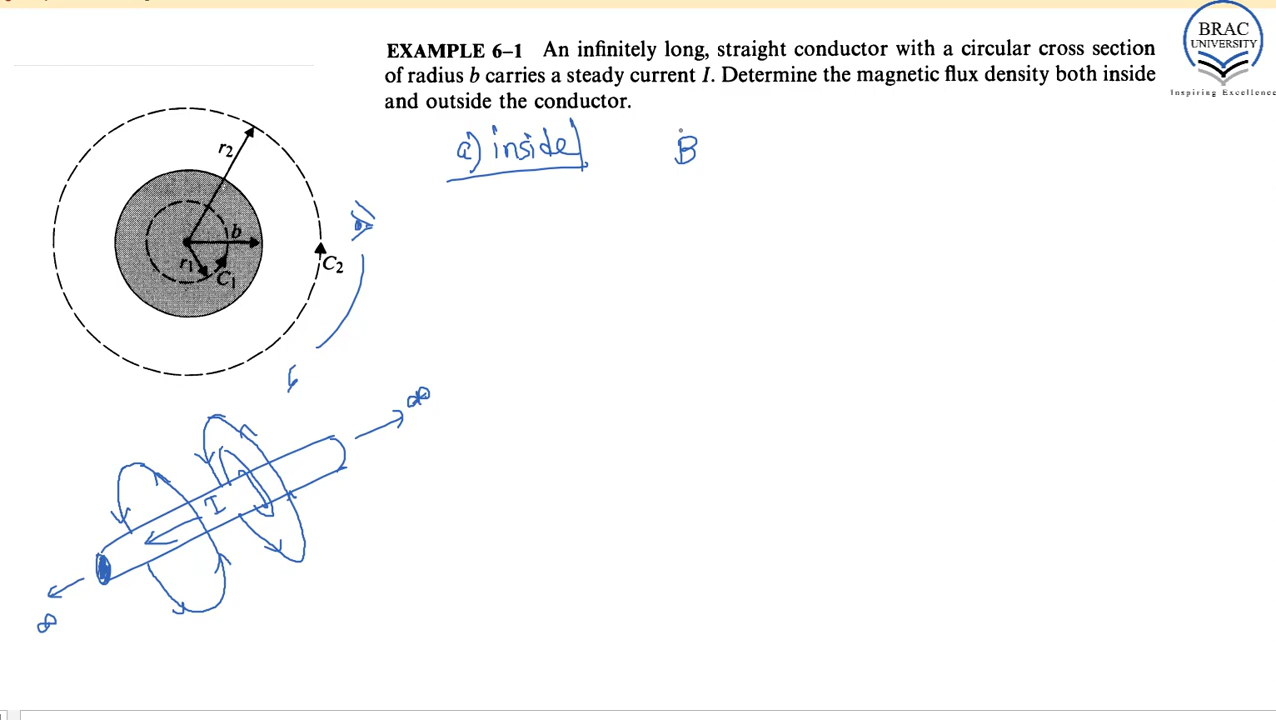 BRAC
UNIVERSITY
Inspiring Excellence
EXAMPLE 6–1 An infinitely long, straight conductor with a circular cross section
of radius b carries a steady current I. Determine the magnetic flux density both inside
and outside the conductor.
a) inside B
r2
b
r1
C1
C2
∞
I
∞